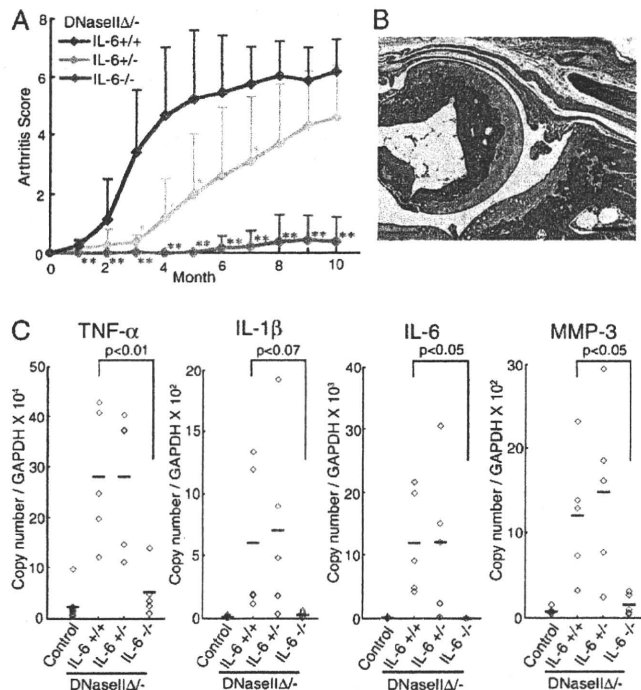 A
B
DNaseIIΔ/-
IL-6+/+
IL-6+/-
IL-6-/-
Arthritis Score
8
6
4
2
0
0 2 4 6 8 10
Month
** ** ** ** ** ** ** ** ** **
C
TNF-α
IL-1β
IL-6
MMP-3
p<0.01
p<0.07
p<0.05
p<0.05
Copy number / GAPDH X 10⁴
50
40
30
20
10
0
Copy number / GAPDH X 10²
20
15
10
5
0
Copy number / GAPDH X 10³
50
40
30
20
10
0
Copy number / GAPDH X 10²
30
20
10
0
Control IL-6 +/+ IL-6 +/- IL-6 -/-
DNaseIIΔ/-
Control IL-6 +/+ IL-6 +/- IL-6 -/-
DNaseIIΔ/-
Control IL-6 +/+ IL-6 +/- IL-6 -/-
DNaseIIΔ/-
Control IL-6 +/+ IL-6 +/- IL-6 -/-
DNaseIIΔ/-